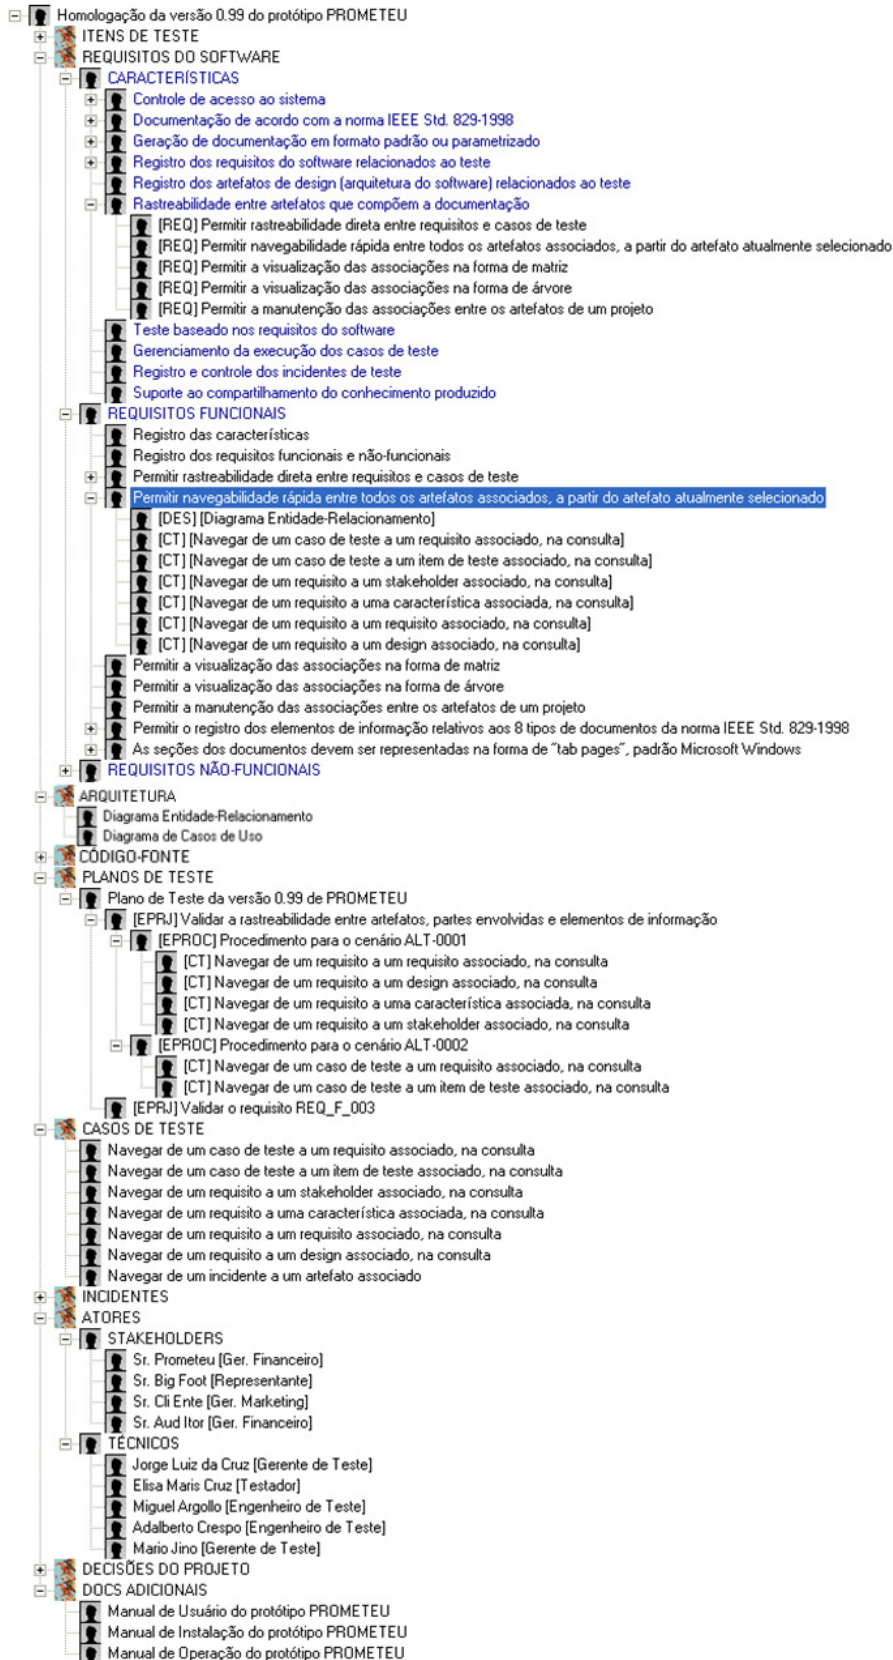 Homologação da versão 0.99 do protótipo PROMETEU
ITENS DE TESTE
REQUISITOS DO SOFTWARE
CARACTERÍSTICAS
Controle de acesso ao sistema
Documentação de acordo com a norma IEEE Std. 829-1998
Geração de documentação em formato padrão ou parametrizado
Registro dos requisitos do software relacionados ao teste
Registro dos artefatos de design (arquitetura do software) relacionados ao teste
Rastreabilidade entre artefatos que compõem a documentação
[REQ] Permitir rastreabilidade direta entre requisitos e casos de teste
[REQ] Permitir navegabilidade rápida entre todos os artefatos associados, a partir do artefato atualmente selecionado
[REQ] Permitir a visualização das associações na forma de matriz
[REQ] Permitir a visualização das associações na forma de árvore
[REQ] Permitir a manutenção das associações entre os artefatos de um projeto
Teste baseado nos requisitos do software
Gerenciamento da execução dos casos de teste
Registro e controle dos incidentes de teste
Suporte ao compartilhamento do conhecimento produzido
REQUISITOS FUNCIONAIS
Registro das características
Registro dos requisitos funcionais e não-funcionais
Permitir rastreabilidade direta entre requisitos e casos de teste
Permitir navegabilidade rápida entre todos os artefatos associados, a partir do artefato atualmente selecionado
[DES] [Diagrama Entidade-Relacionamento]
[CT] [Navegar de um caso de teste a um requisito associado, na consulta]
[CT] [Navegar de um caso de teste a um item de teste associado, na consulta]
[CT] [Navegar de um requisito a um stakeholder associado, na consulta]
[CT] [Navegar de um requisito a uma característica associada, na consulta]
[CT] [Navegar de um requisito a um requisito associado, na consulta]
[CT] [Navegar de um requisito a um design associado, na consulta]
Permitir a visualização das associações na forma de matriz
Permitir a visualização das associações na forma de árvore
Permitir a manutenção das associações entre os artefatos de um projeto
Permitir o registro dos elementos de informação relativos aos 8 tipos de documentos da norma IEEE Std. 829-1998
As seções dos documentos devem ser representadas na forma de "tab pages", padrão Microsoft Windows
REQUISITOS NÃO-FUNCIONAIS
ARQUITETURA
Diagrama Entidade-Relacionamento
Diagrama de Casos de Uso
CÓDIGO-FONTE
PLANOS DE TESTE
Plano de Teste da versão 0.99 de PROMETEU
[EPRJ] Validar a rastreabilidade entre artefatos, partes envolvidas e elementos de informação
[EPROC] Procedimento para o cenário ALT-0001
[CT] Navegar de um requisito a um requisito associado, na consulta
[CT] Navegar de um requisito a um design associado, na consulta
[CT] Navegar de um requisito a uma característica associada, na consulta
[CT] Navegar de um requisito a um stakeholder associado, na consulta
[EPROC] Procedimento para o cenário ALT-0002
[CT] Navegar de um caso de teste a um requisito associado, na consulta
[CT] Navegar de um caso de teste a um item de teste associado, na consulta
[EPRJ] Validar o requisito REQ_F_003
CASOS DE TESTE
Navegar de um caso de teste a um requisito associado, na consulta
Navegar de um caso de teste a um item de teste associado, na consulta
Navegar de um requisito a um stakeholder associado, na consulta
Navegar de um requisito a uma característica associada, na consulta
Navegar de um requisito a um requisito associado, na consulta
Navegar de um requisito a um design associado, na consulta
Navegar de um incidente a um artefato associado
INCIDENTES
ATORES
STAKEHOLDERS
Sr. Prometeu [Ger. Financeiro]
Sr. Big Foot [Representante]
Sr. Cli Ente [Ger. Marketing]
Sr. Aud Itor [Ger. Financeiro]
TÉCNICOS
Jorge Luiz da Cruz [Gerente de Teste]
Elisa Maris Cruz [Testador]
Miguel Argollo [Engenheiro de Teste]
Adalberto Crespo [Engenheiro de Teste]
Mario Jino [Gerente de Teste]
DECISÕES DO PROJETO
DOCS ADICIONAIS
Manual de Usuário do protótipo PROMETEU
Manual de Instalação do protótipo PROMETEU
Manual de Operação do protótipo PROMETEU